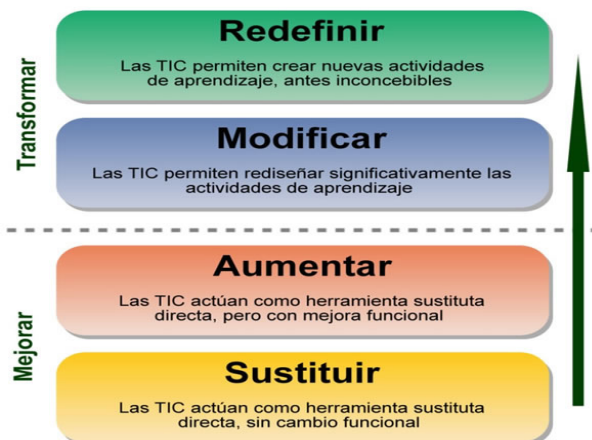 Transformar
Redefinir
Las TIC permiten crear nuevas actividades
de aprendizaje, antes inconcebibles
Modificar
Las TIC permiten rediseñar significativamente las
actividades de aprendizaje
Mejorar
Aumentar
Las TIC actúan como herramienta sustituta
directa, pero con mejora funcional
Sustituir
Las TIC actúan como herramienta sustituta
directa, sin cambio funcional